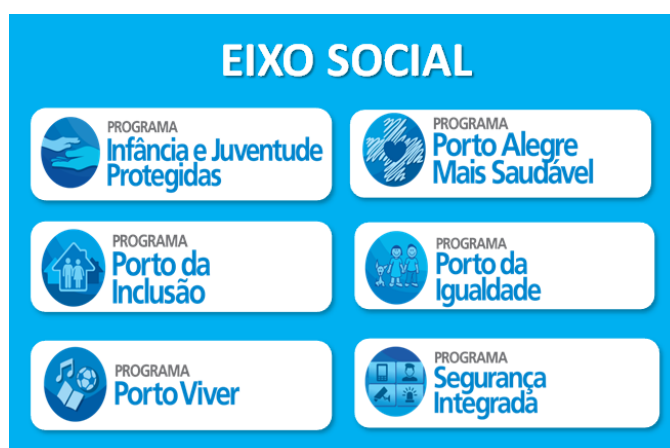 EIXO SOCIAL
PROGRAMA
Infância e Juventude
Protegidas
PROGRAMA
Porto Alegre
Mais Saudável
PROGRAMA
Porto da
Inclusão
PROGRAMA
Porto da
Igualdade
PROGRAMA
Porto Viver
PROGRAMA
Segurança
Integrada